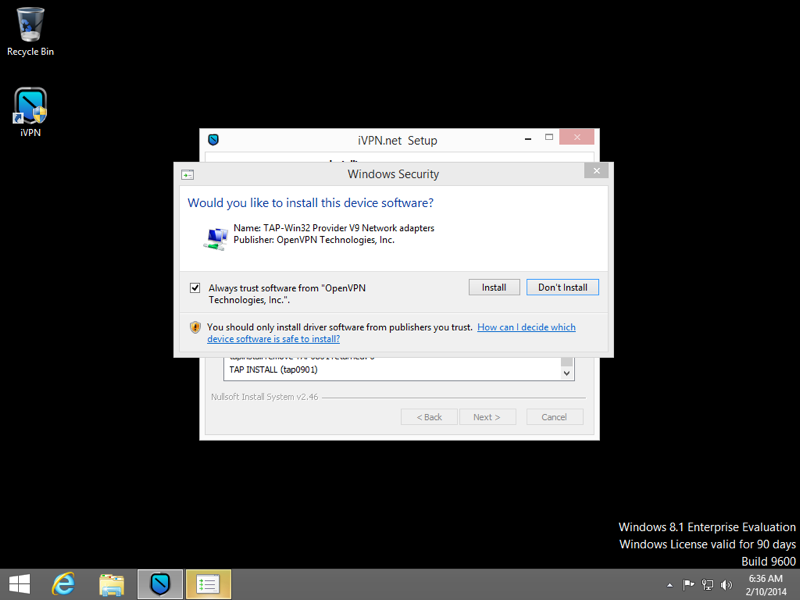 Recycle Bin
iVPN
iVPN.net Setup
Windows Security
Would you like to install this device software?
Name: TAP-Win32 Provider V9 Network adapters
Publisher: OpenVPN Technologies, Inc.
Always trust software from "OpenVPN
Technologies, Inc.".
Install
Don't Install
You should only install driver software from publishers you trust. How can I decide which
device software is safe to install?
TAP INSTALL (tap0901)
Nullsoft Install System v2.46
< Back
Next >
Cancel
Windows 8.1 Enterprise Evaluation
Windows License valid for 90 days
Build 9600
6:36 AM
2/10/2014